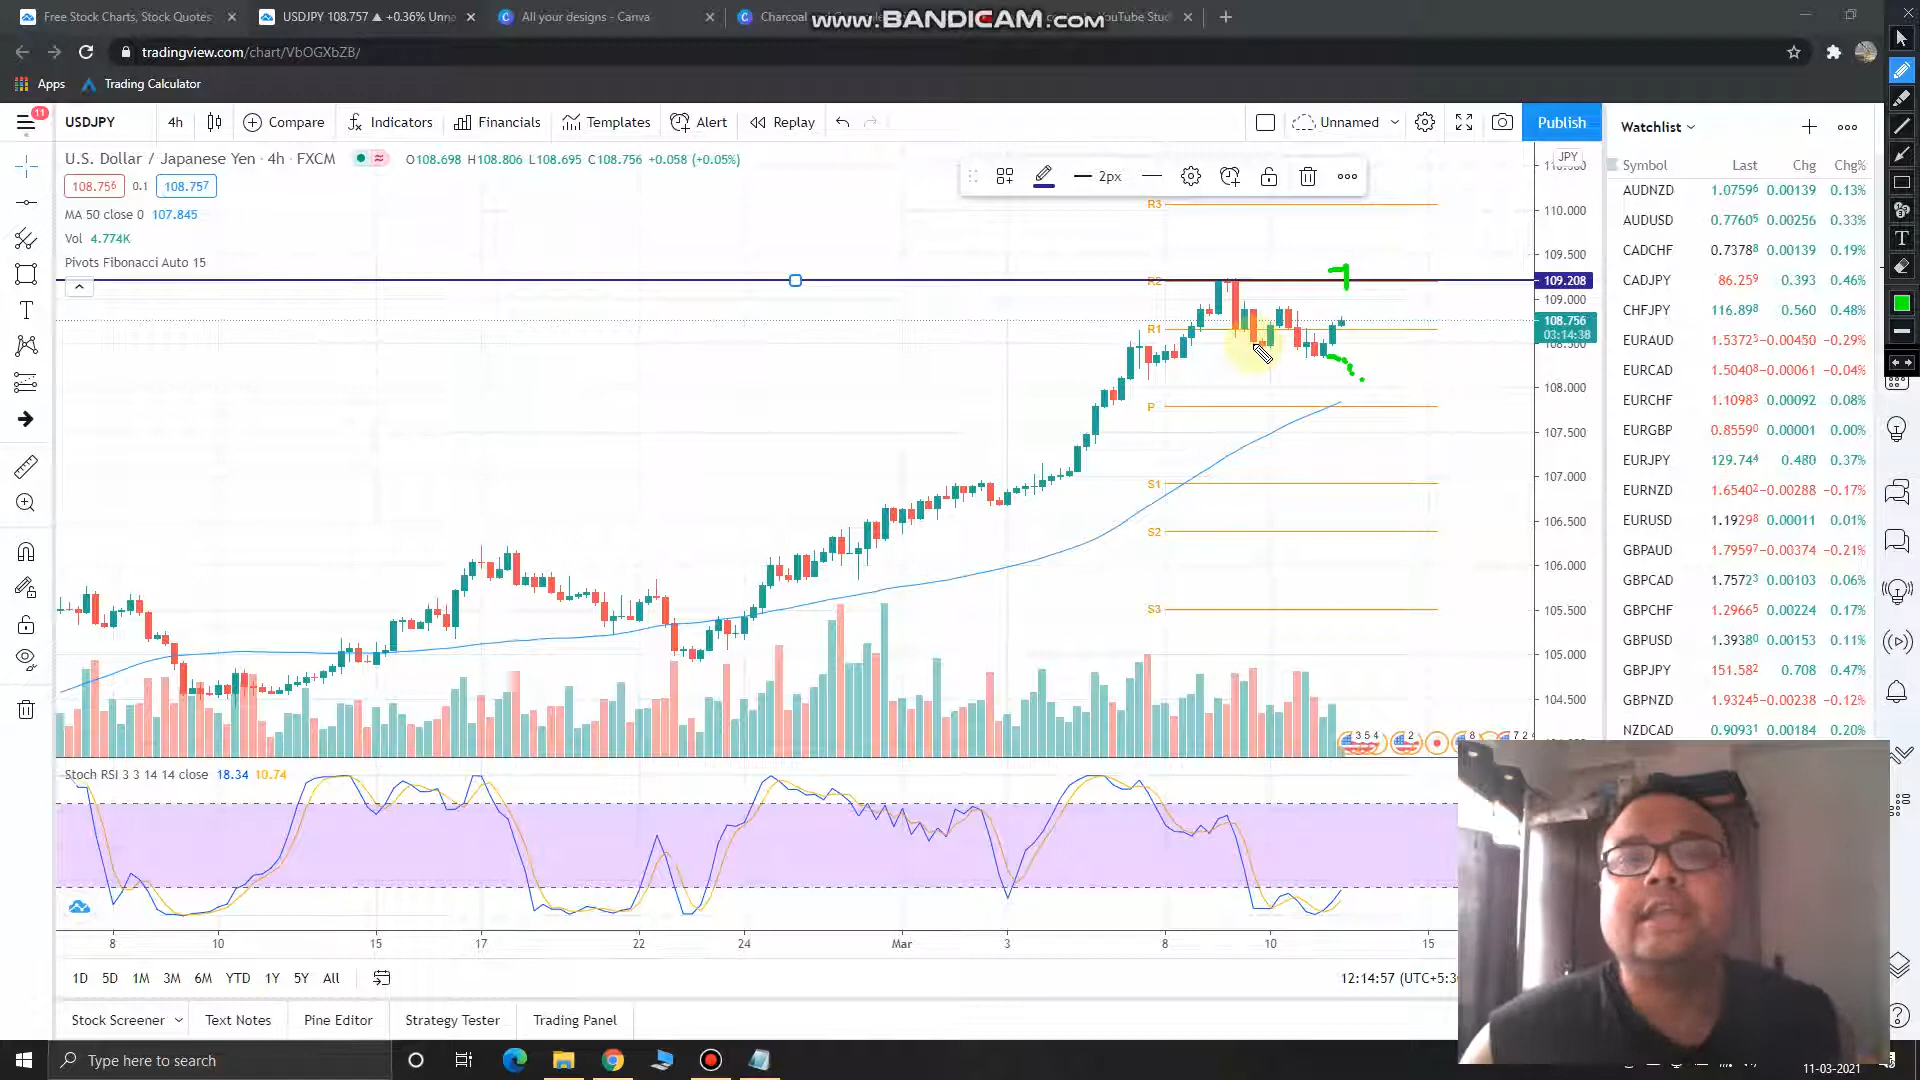 Free Stock Charts, Stock Quotes
USDJPY 108.757 ▲ +0.36% Unna
All your designs - Canva
Charcoal
YouTube Stud
www.BANDICAM.com
tradingview.com/chart/VbOGXbZB/
Apps
Trading Calculator
11
USDJPY
4h
Compare
Indicators
Financials
Templates
Alert
Replay
Unnamed
Publish
Watchlist
U.S. Dollar / Japanese Yen · 4h · FXCM
O108.698 H108.806 L108.695 C108.756 +0.058 (+0.05%)
108.756
0.1
108.757
MA 50 close 0 107.845
Vol 4.774K
Pivots Fibonacci Auto 15
2px
JPY
R3
R2
R1
P
S1
S2
S3
110.000
109.500
109.208
109.000
108.756
03:14:38
108.500
108.000
107.500
107.000
106.500
106.000
105.500
105.000
104.500
Symbol Last Chg Chg%
AUDNZD 1.07596 0.00139 0.13%
AUDUSD 0.77605 0.00256 0.33%
CADCHF 0.73788 0.00139 0.19%
CADJPY 86.259 0.393 0.46%
CHFJPY 116.898 0.560 0.48%
EURAUD 1.53725 −0.00450 −0.29%
EURCAD 1.50408 −0.00061 −0.04%
EURCHF 1.10983 0.00092 0.08%
EURGBP 0.85590 0.00001 0.00%
EURJPY 129.744 0.480 0.37%
EURNZD 1.65402 −0.00288 −0.17%
EURUSD 1.19298 0.00011 0.01%
GBPAUD 1.79597 −0.00374 −0.21%
GBPCAD 1.75723 0.00103 0.06%
GBPCHF 1.29665 0.00224 0.17%
GBPUSD 1.39380 0.00153 0.11%
GBPJPY 151.582 0.708 0.47%
GBPNZD 1.93245 −0.00238 −0.12%
NZDCAD 0.90931 0.00184 0.20%
3 5 4
2
8
7 2
Stoch RSI 3 3 14 14 close 18.34 10.74
8 10 15 17 22 24 Mar 3 8 10 15
1D 5D 1M 3M 6M YTD 1Y 5Y All
12:14:57 (UTC+5:3
Stock Screener
Text Notes
Pine Editor
Strategy Tester
Trading Panel
Type here to search
11-03-2021